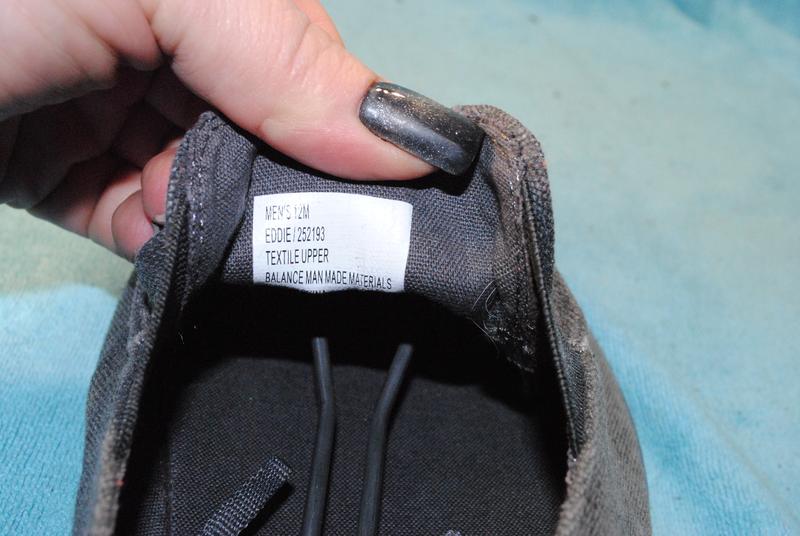 MEN'S 12M
EDDIE / 252193
TEXTILE UPPER
BALANCE MAN MADE MATERIALS